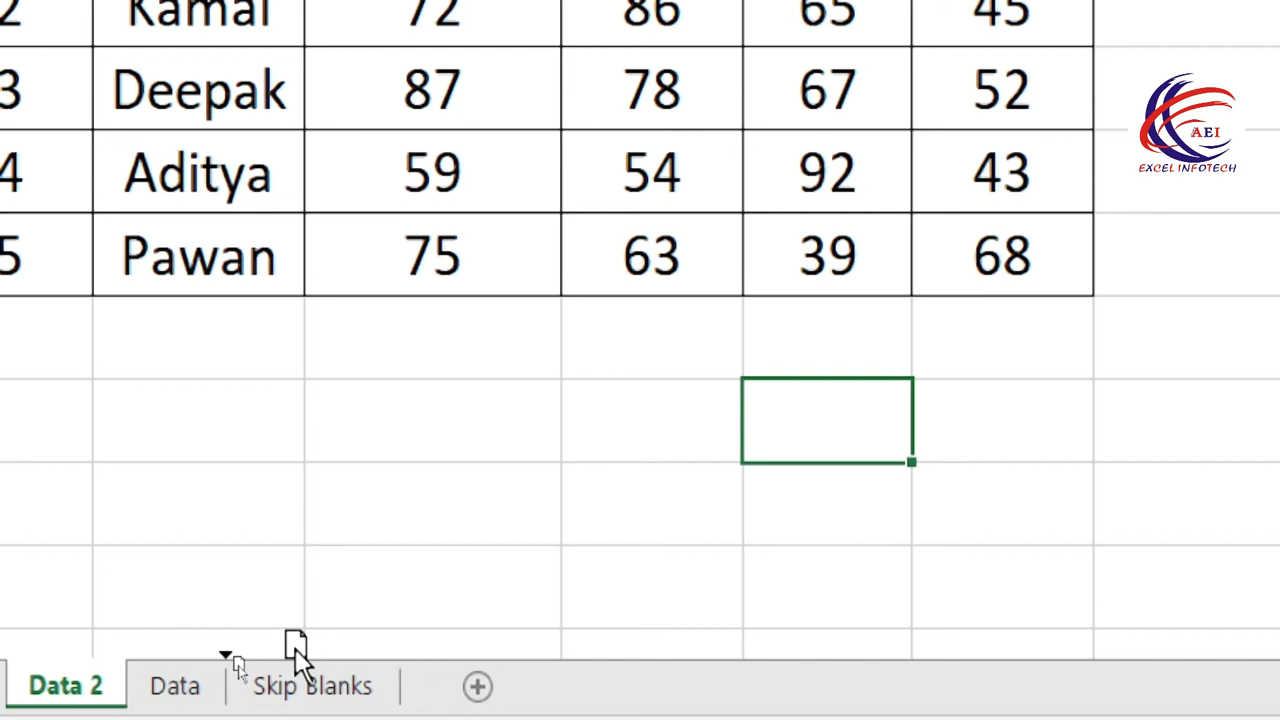 2 Kamal 72 86 65 45
3 Deepak 87 78 67 52
4 Aditya 59 54 92 43
5 Pawan 75 63 39 68
AEI
EXCEL INFOTECH
Data 2 Data Skip Blanks